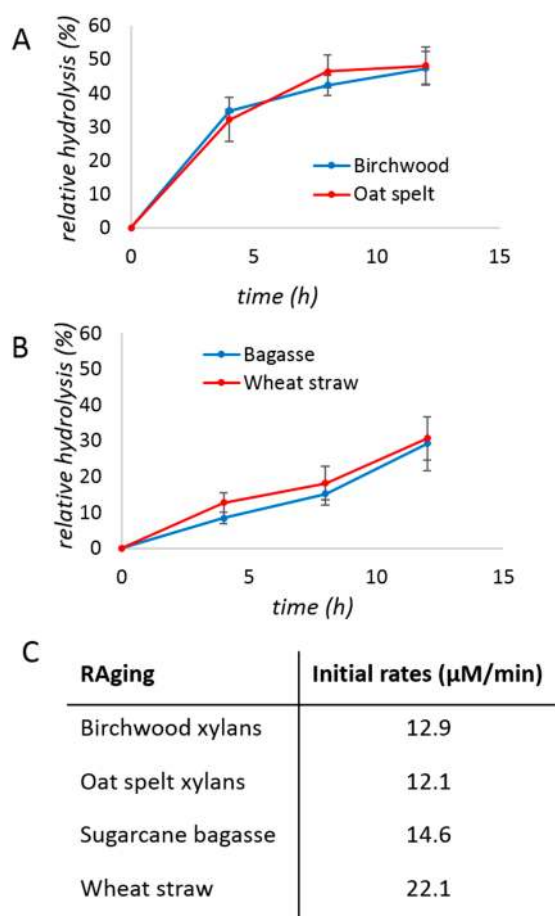 A
relative hydrolysis (%)
60
50
40
30
20
10
0
Birchwood
Oat spelt
0 5 10 15
time (h)
B
relative hydrolysis (%)
60
50
40
30
20
10
0
Bagasse
Wheat straw
0 5 10 15
time (h)
C
RAging Initial rates (µM/min)
Birchwood xylans 12.9
Oat spelt xylans 12.1
Sugarcane bagasse 14.6
Wheat straw 22.1